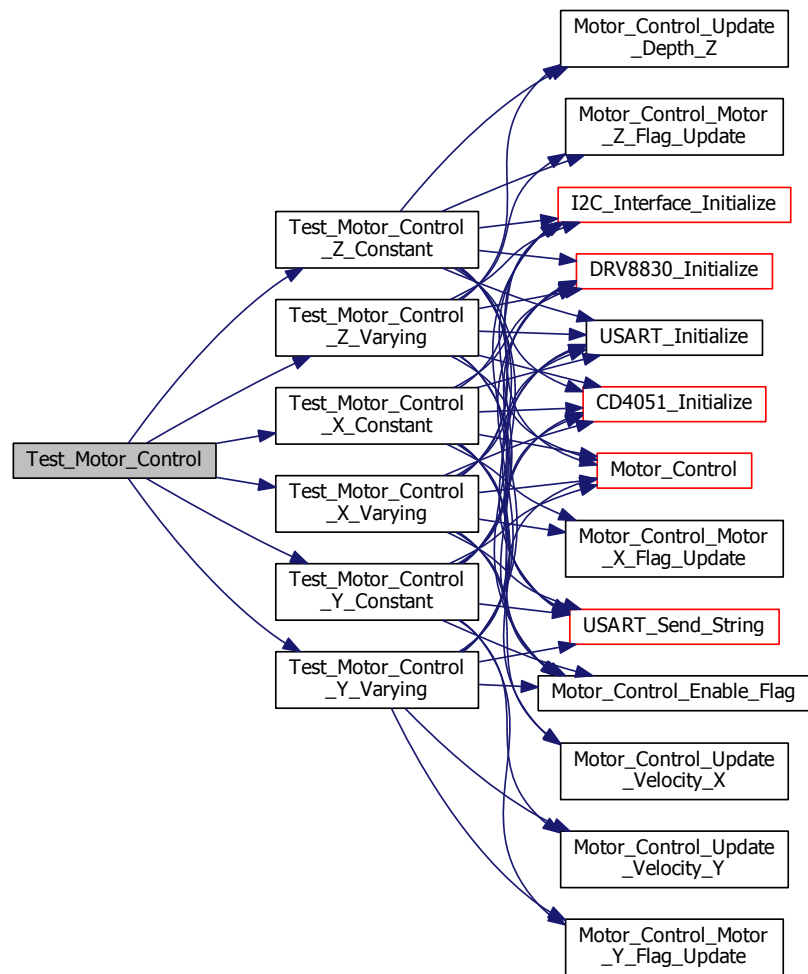 Test_Motor_Control
Test_Motor_Control
_Z_Constant
Test_Motor_Control
_Z_Varying
Test_Motor_Control
_X_Constant
Test_Motor_Control
_X_Varying
Test_Motor_Control
_Y_Constant
Test_Motor_Control
_Y_Varying
Motor_Control_Update
_Depth_Z
Motor_Control_Motor
_Z_Flag_Update
I2C_Interface_Initialize
DRV8830_Initialize
USART_Initialize
CD4051_Initialize
Motor_Control
Motor_Control_Motor
_X_Flag_Update
USART_Send_String
Motor_Control_Enable_Flag
Motor_Control_Update
_Velocity_X
Motor_Control_Update
_Velocity_Y
Motor_Control_Motor
_Y_Flag_Update